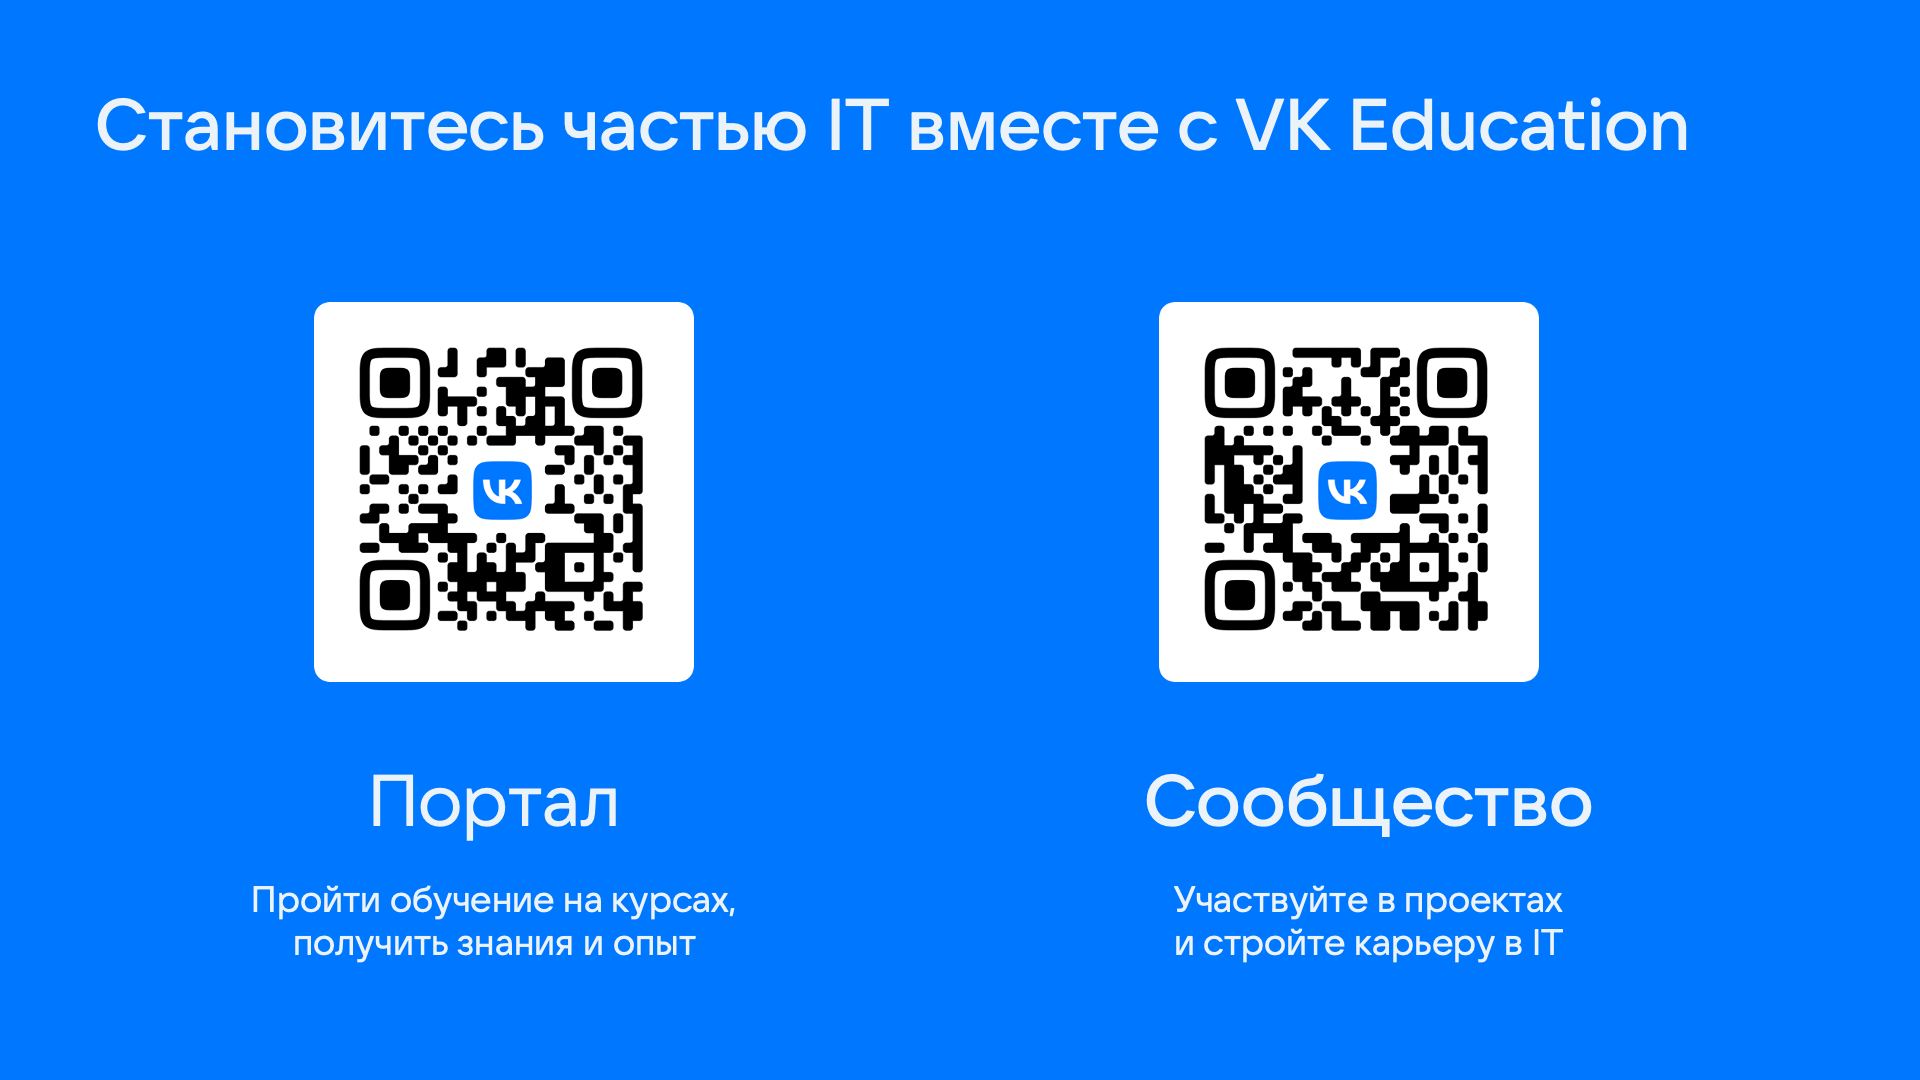 Становитесь частью IT вместе с VK Education
Портал
Сообщество
Пройти обучение на курсах,
получить знания и опыт
Участвуйте в проектах
и стройте карьеру в IT